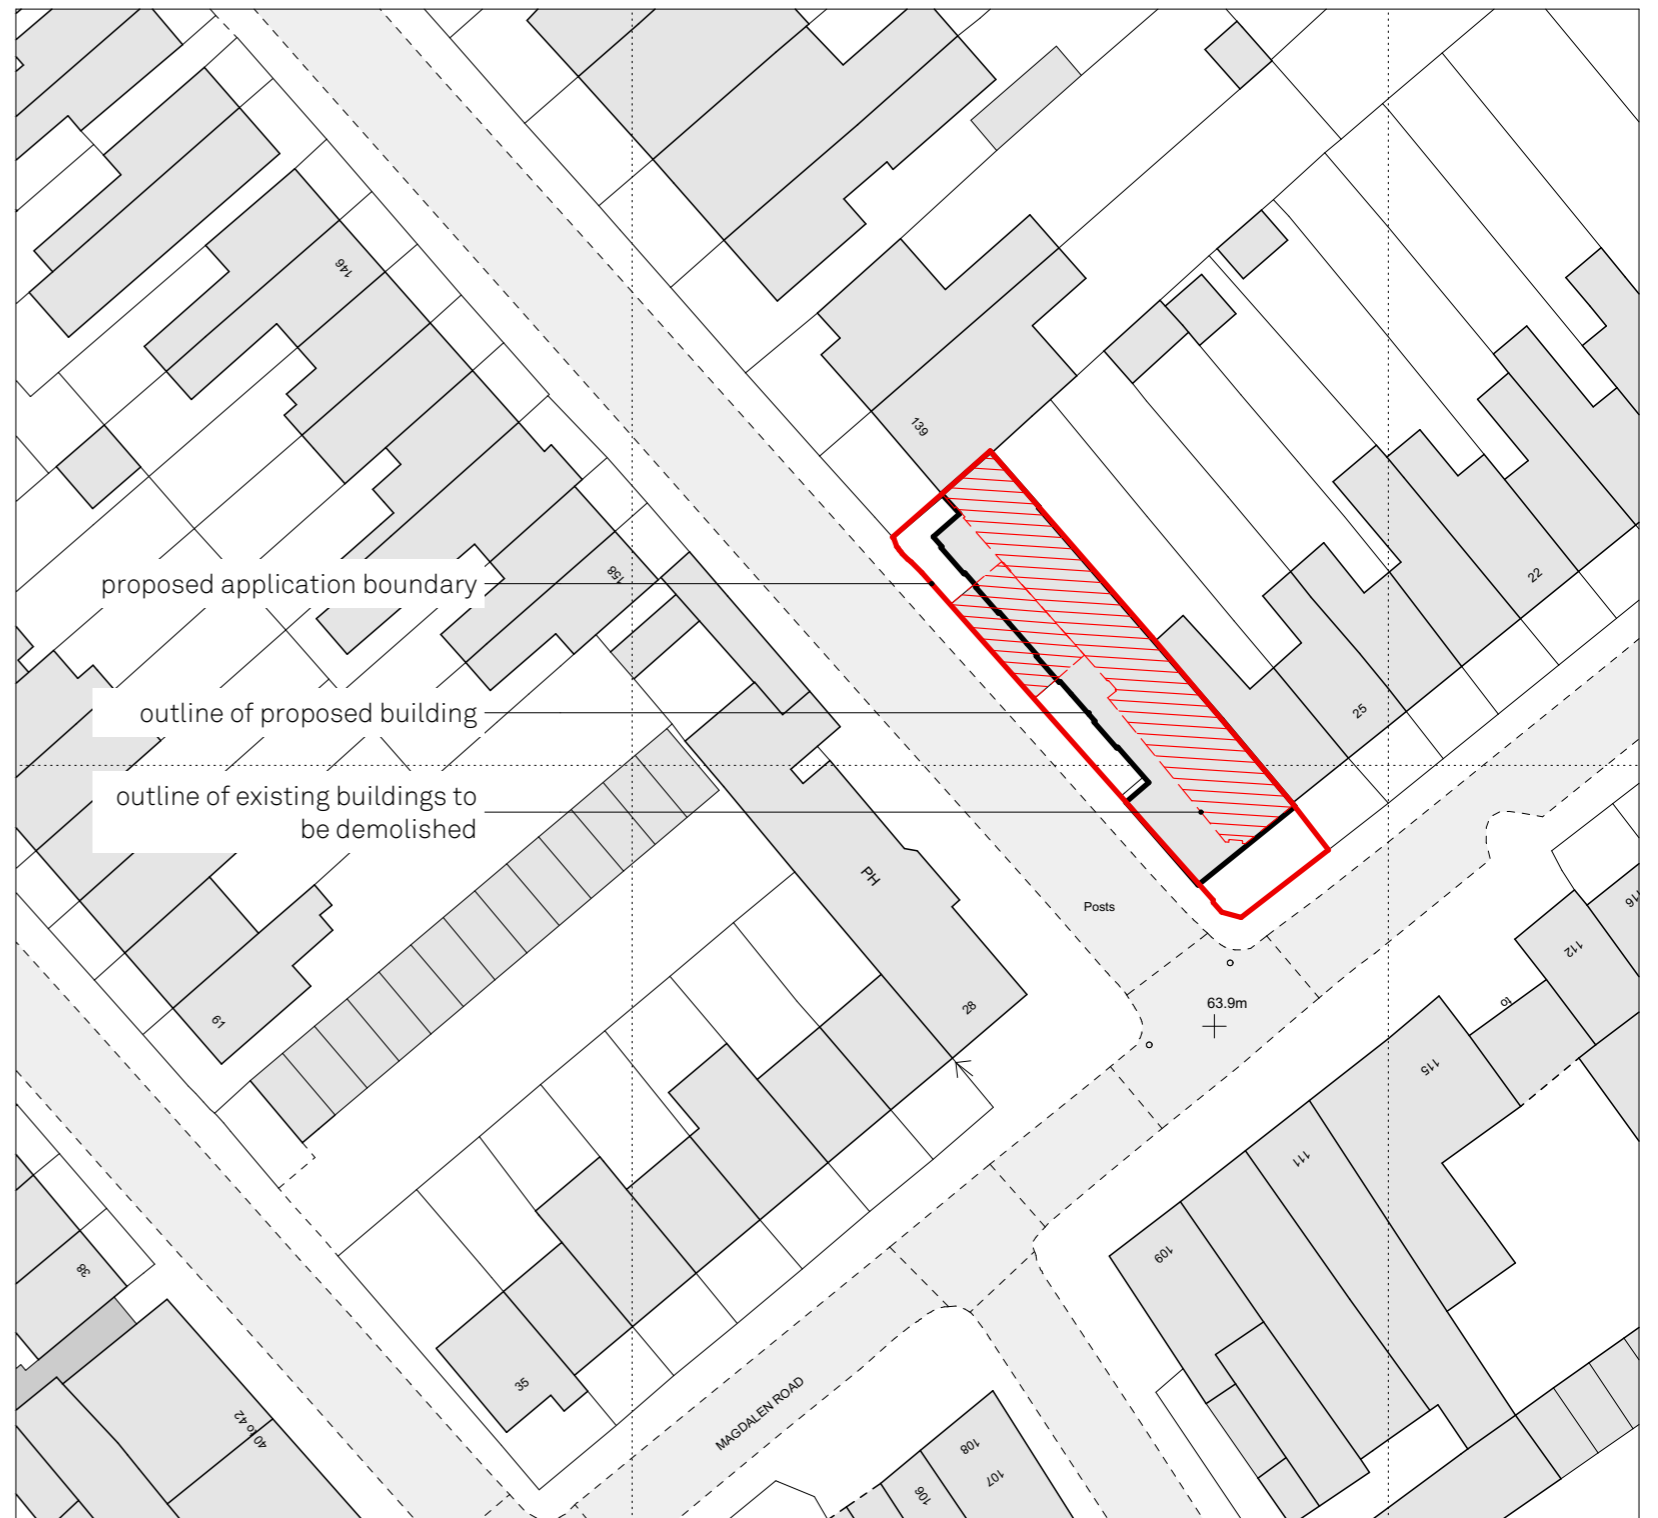 146
139
158
proposed application boundary
22
outline of proposed building
25
outline of existing buildings to
be demolished
PH
Posts
116
112
to
63.9m
28
61
115
111
109
38
35
MAGDALEN ROAD
40 to 42
108
107
106